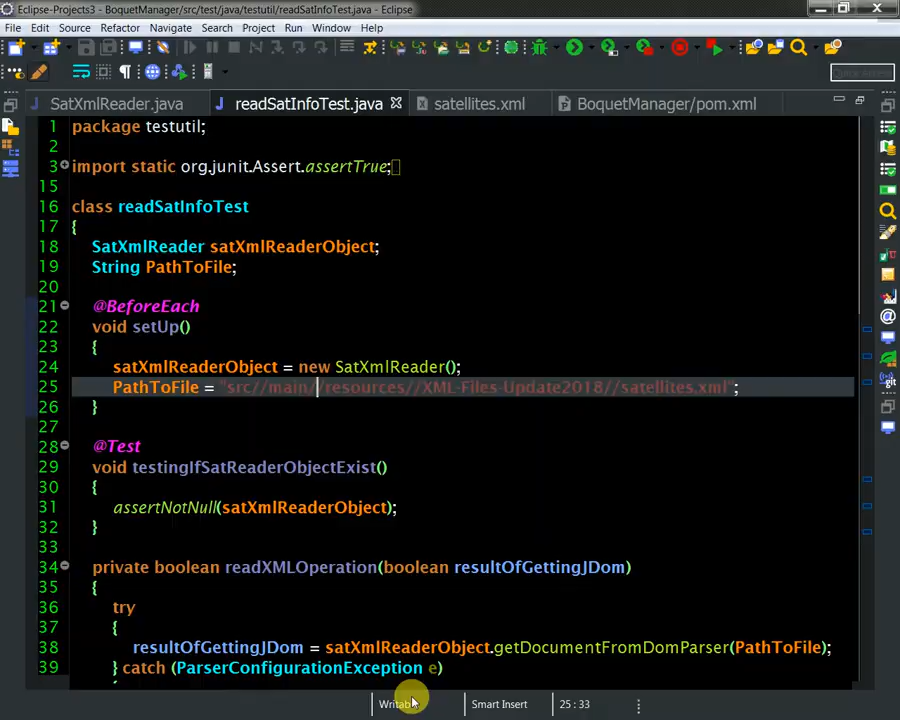 Eclipse-Projects3 - BoquetManager/src/test/java/testutil/readSatInfoTest.java - Eclipse
File Edit Source Refactor Navigate Search Project Run Window Help
Quick Access
SatXmlReader.java readSatInfoTest.java satellites.xml BoquetManager/pom.xml
1 package testutil;
2
3 import static org.junit.Assert.assertTrue;
15
16 class readSatInfoTest
17 {
18 SatXmlReader satXmlReaderObject;
19 String PathToFile;
20
21 @BeforeEach
22 void setUp()
23 {
24 satXmlReaderObject = new SatXmlReader();
25 PathToFile = "src//main//resources//XML-Files-Update2018//satellites.xml";
26 }
27
28 @Test
29 void testingIfSatReaderObjectExist()
30 {
31 assertNotNull(satXmlReaderObject);
32 }
33
34 private boolean readXMLOperation(boolean resultOfGettingJDom)
35 {
36 try
37 {
38 resultOfGettingJDom = satXmlReaderObject.getDocumentFromDomParser(PathToFile);
39 } catch (ParserConfigurationException e)
Smart Insert 25 : 33